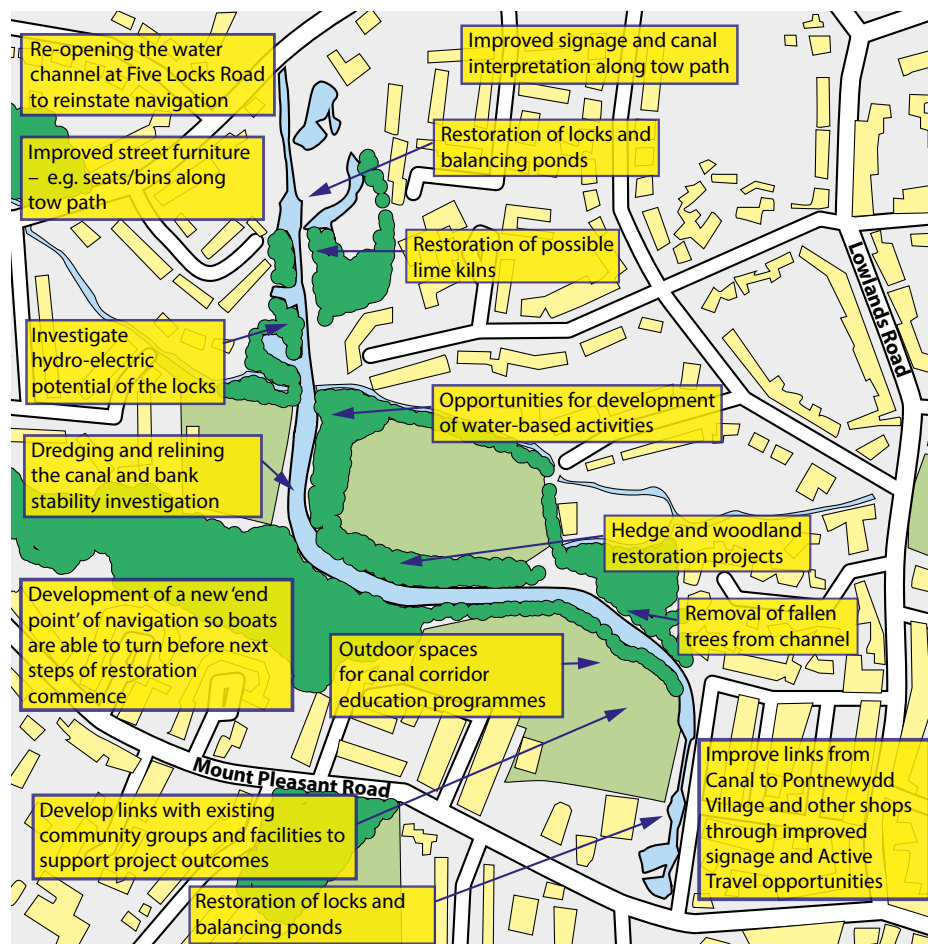 Re-opening the water
channel at Five Locks Road
to reinstate navigation
Improved signage and canal
interpretation along tow path
Restoration of locks and
balancing ponds
Improved street furniture
– e.g. seats/bins along
tow path
Restoration of possible
lime kilns
Lowlands Road
Investigate
hydro-electric
potential of the locks
Opportunities for development
of water-based activities
Dredging and relining
the canal and bank
stability investigation
Hedge and woodland
restoration projects
Development of a new ‘end
point’ of navigation so boats
are able to turn before next
steps of restoration
commence
Removal of fallen
trees from channel
Outdoor spaces
for canal corridor
education programmes
Mount Pleasant Road
Improve links from
Canal to Pontnewydd
Village and other shops
through improved
signage and Active
Travel opportunities
Develop links with existing
community groups and facilities to
support project outcomes
Restoration of locks and
balancing ponds